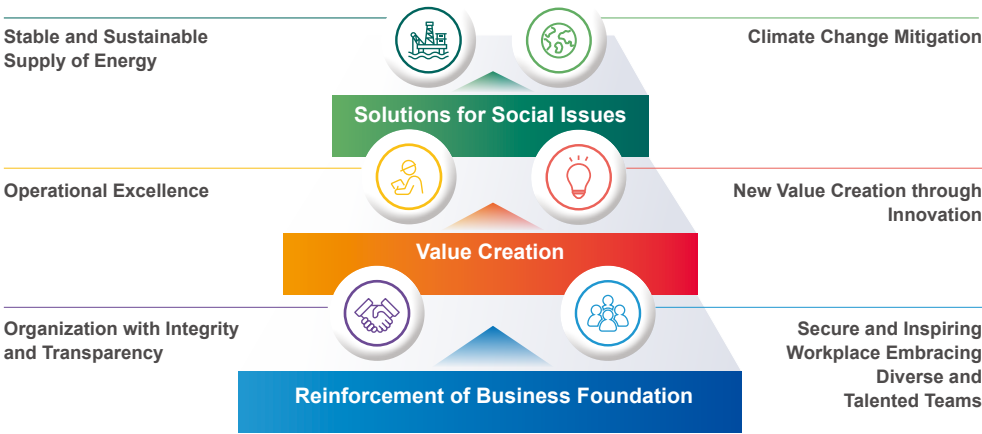 Stable and Sustainable
Supply of Energy
Climate Change Mitigation
Solutions for Social Issues
Operational Excellence
New Value Creation through
Innovation
Value Creation
Organization with Integrity
and Transparency
Secure and Inspiring
Workplace Embracing
Diverse and
Talented Teams
Reinforcement of Business Foundation